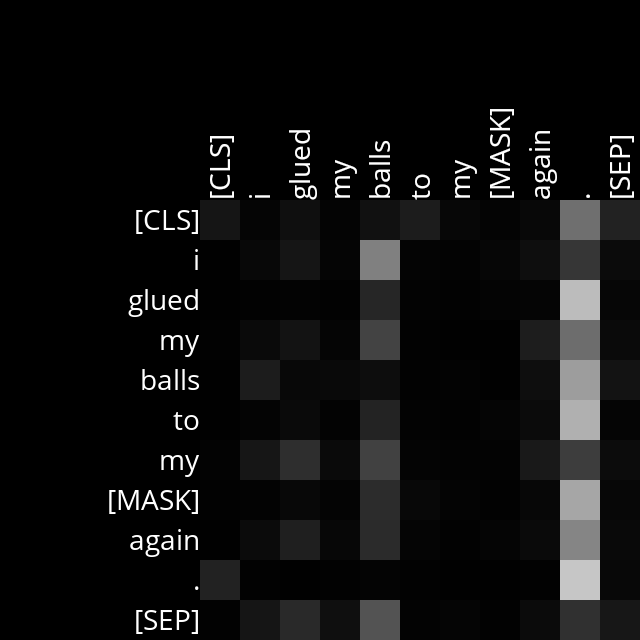 [CLS] i glued my balls to my [MASK] again . [SEP]
[CLS]
i
glued
my
balls
to
my
[MASK]
again
.
[SEP]